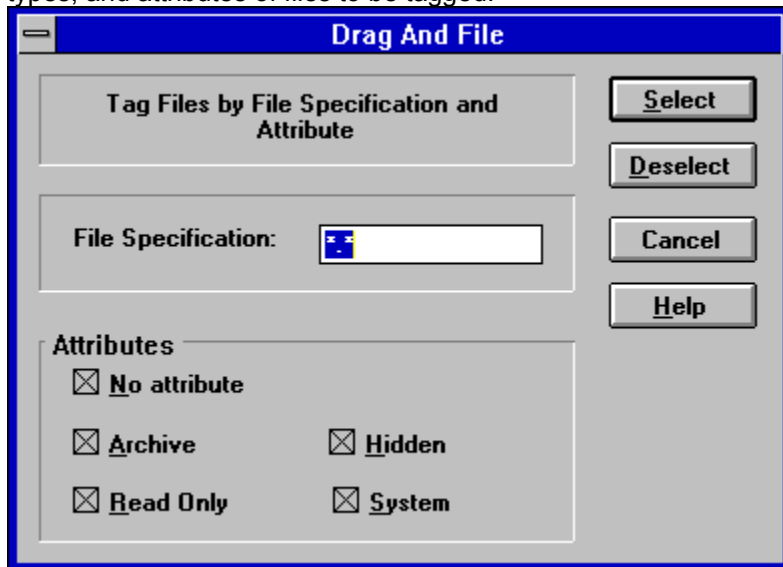 types, and attributes of files to be tagged.
Drag And File
Tag Files by File Specification and
Attribute
Select
Deselect
File Specification: *.*
Cancel
Help
Attributes
No attribute
Archive
Hidden
Read Only
System